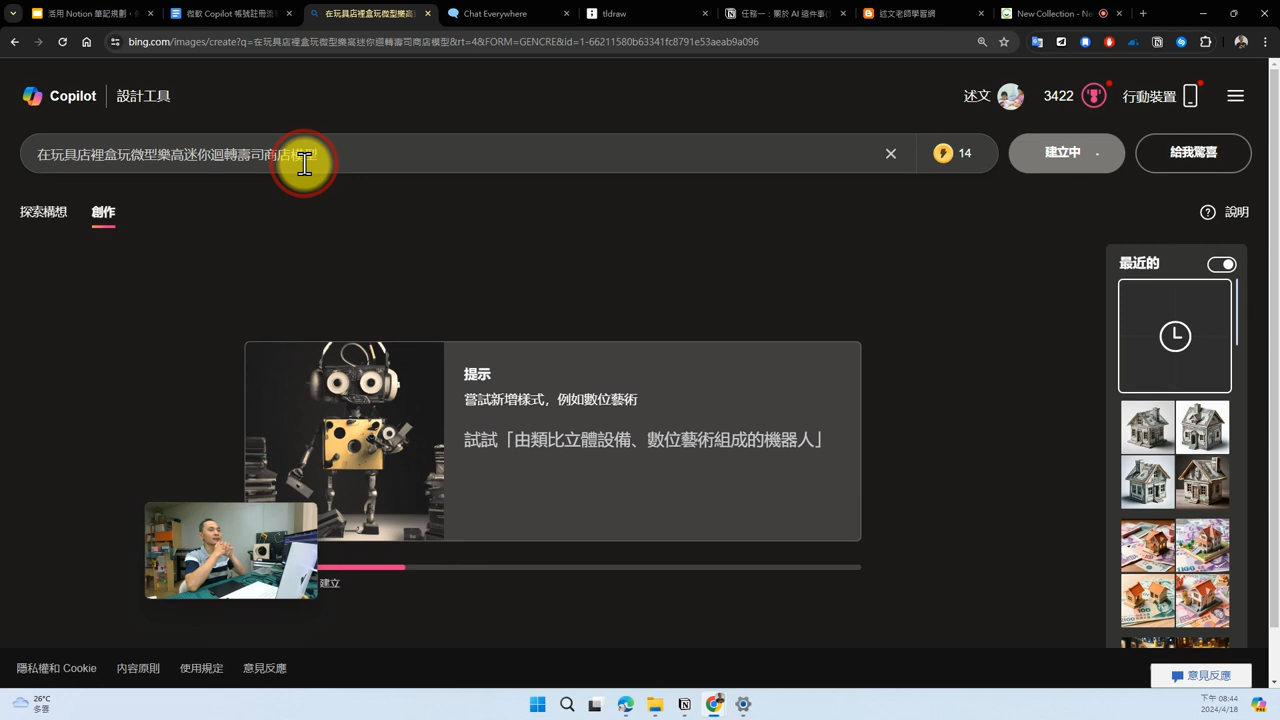 活用 Notion 筆記規劃，
微軟 Copilot 帳號註冊流
在玩具店裡盒玩微型樂高
Chat Everywhere
tldraw
任務一：關於 AI 這件事(
述文老師學習網
New Collection - Ne
bing.com/images/create?q=在玩具店裡盒玩微型樂高迷你迴轉壽司商店模型&rt=4&FORM=GENCRE&id=1-66211580b63341fc8791e53aeab9a096
Copilot
設計工具
述文
3422
行動裝置
在玩具店裡盒玩微型樂高迷你迴轉壽司商店模型
14
建立中
給我驚喜
探索構想
創作
說明
最近的
提示
嘗試新增樣式，例如數位藝術
試試「由類比立體設備、數位藝術組成的機器人」
建立
隱私權和 Cookie
內容原則
使用規定
意見反應
意見反應
26°C
多雲
下午 08:44
2024/4/18